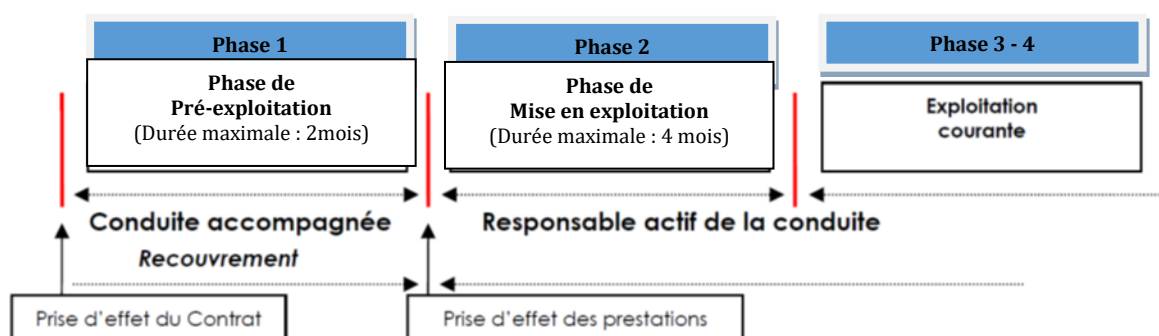 Phase 1
Phase de
Pré-exploitation
(Durée maximale : 2mois)
Phase 2
Phase de
Mise en exploitation
(Durée maximale : 4 mois)
Phase 3 - 4
Exploitation
courante
Conduite accompagnée
Responsable actif de la conduite
Recouvrement
Prise d'effet du Contrat
Prise d'effet des prestations